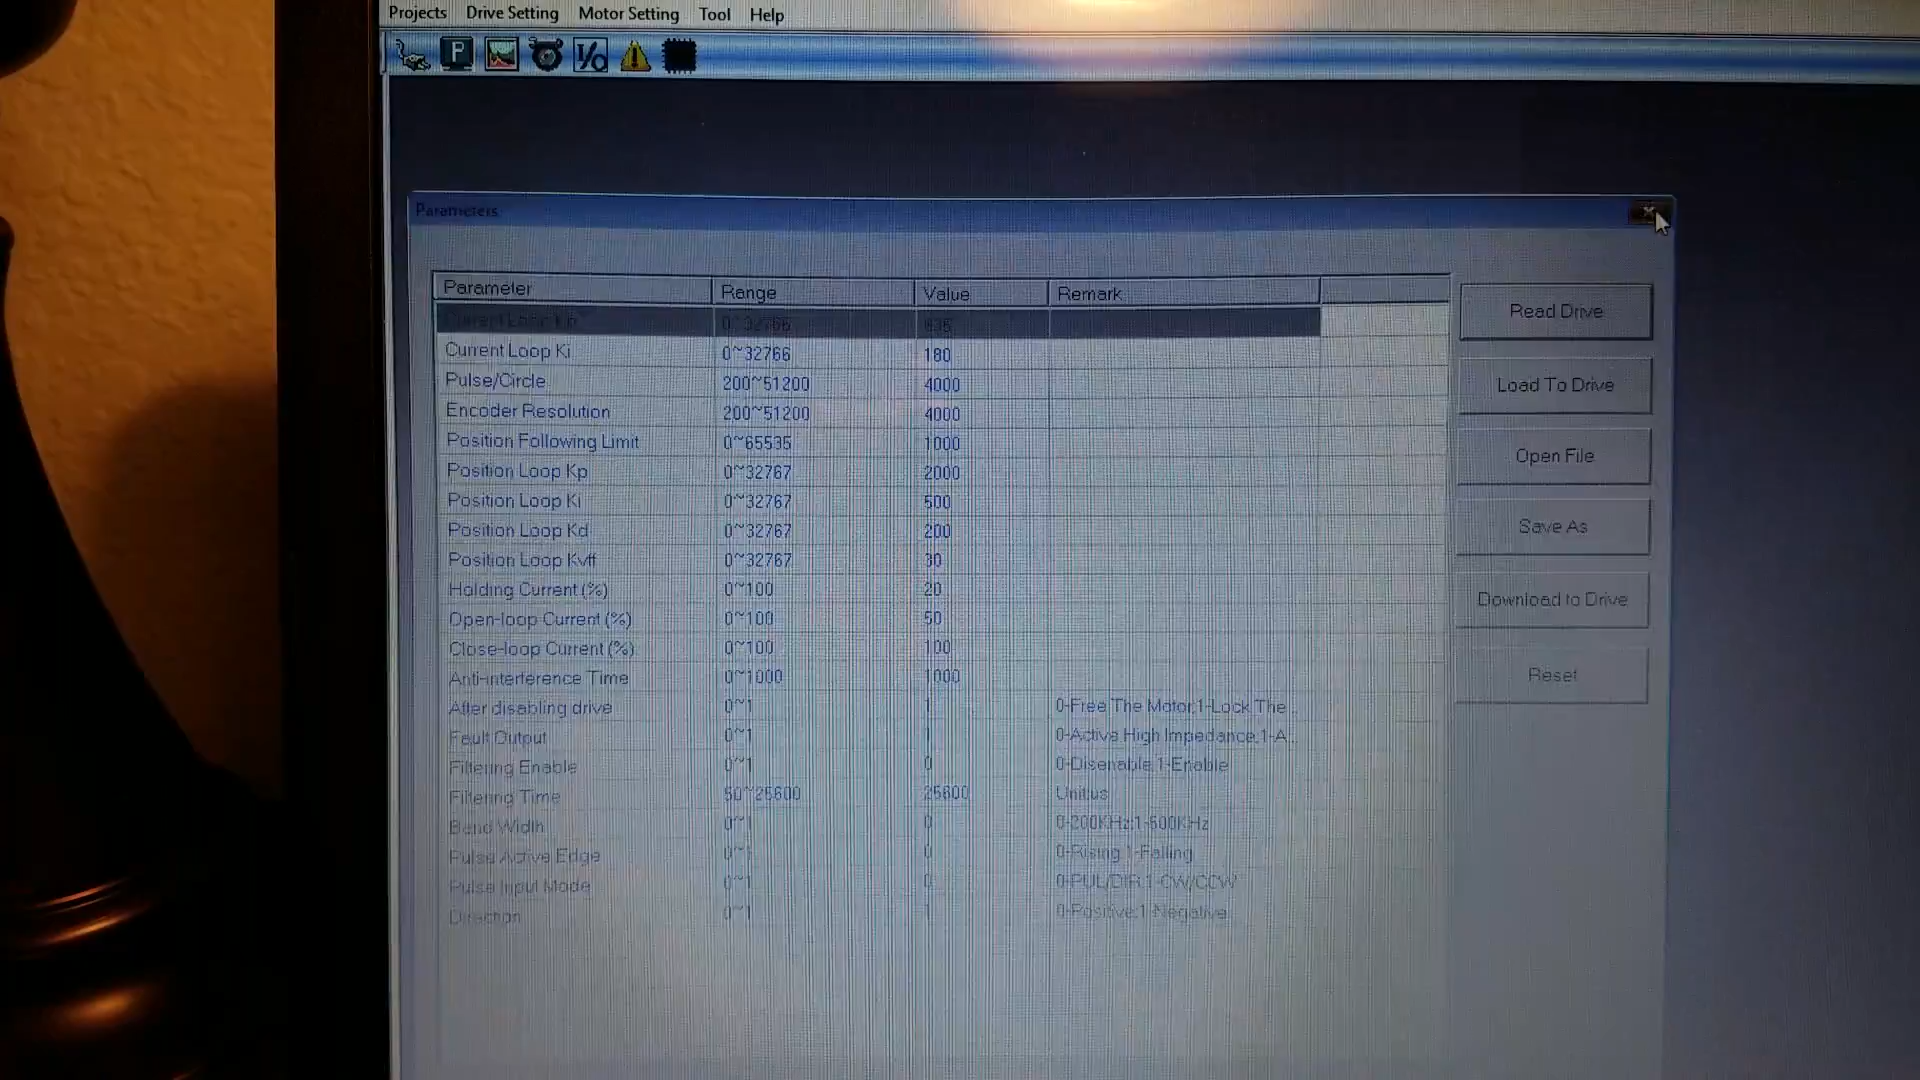 Projects Drive Setting Motor Setting Tool Help
P I/O
Parameters
Parameter Range Value Remark
Current Loop Kp 0~32766
Current Loop Ki 0~32766 180
Pulse/Circle 200~51200 4000
Encoder Resolution 200~51200 4000
Position Following Limit 0~65535 1000
Position Loop Kp 0~32767 2000
Position Loop Ki 0~32767 500
Position Loop Kd 0~32767 200
Position Loop Kvff 0~32767 30
Holding Current (%) 0~100 20
Open-loop Current (%) 0~100 50
Close-loop Current (%) 0~100 100
Anti-interference Time 0~1000 1000
After disabling drive 0~1 1 0-Free The Motor;1-Lock The...
Fault Output 0~1 1 0-Active High Impedance;1-A...
Filtering Enable 0~1 0 0-Disenable,1-Enable
Filtering Time 50~25600 25600 Unit:us
Band Width 0~1 0 0-200KHz;1-500KHz
Pulse Active Edge 0~1 0 0-Rising,1-Falling
Pulse Input Mode 0~1 0 0-PUL/DIR,1-CW/CCW
Direction 0~1 1 0-Positive;1-Negative
Read Drive
Load To Drive
Open File
Save As
Download to Drive
Reset